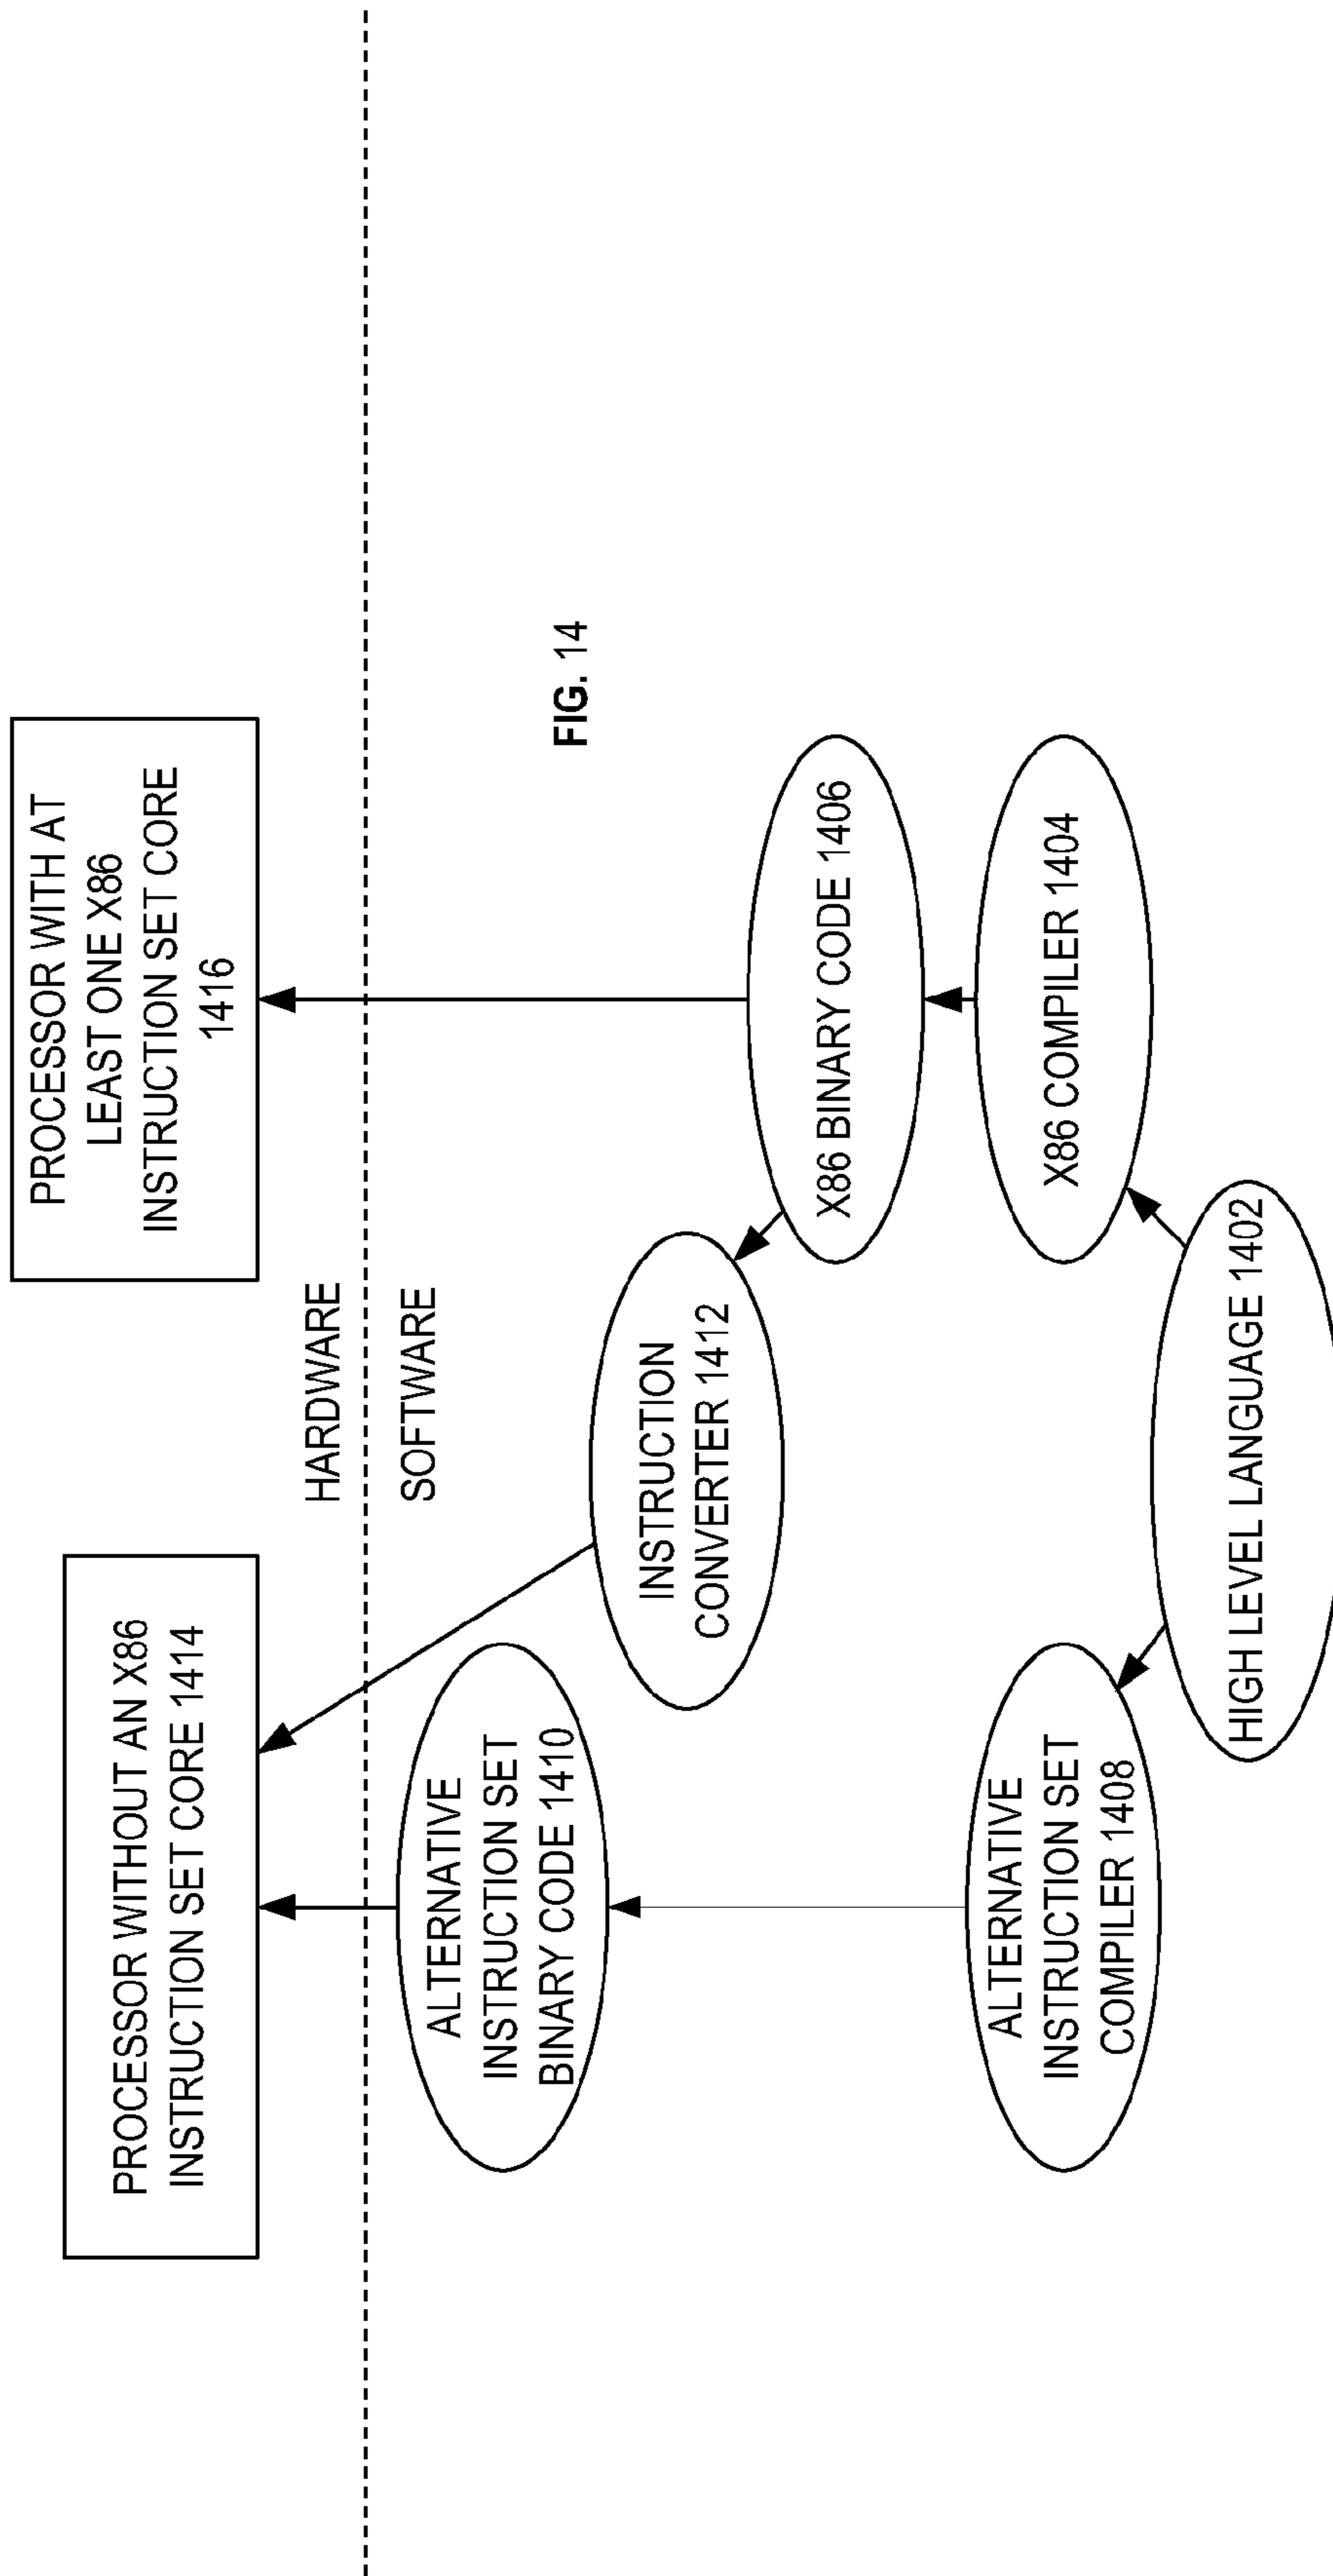 PROCESSOR WITHOUT AN X86
INSTRUCTION SET CORE 1414
PROCESSOR WITH AT
LEAST ONE X86
INSTRUCTION SET CORE
1416
HARDWARE
SOFTWARE
ALTERNATIVE
INSTRUCTION SET
BINARY CODE 1410
INSTRUCTION
CONVERTER 1412
FIG. 14
X86 BINARY CODE 1406
ALTERNATIVE
INSTRUCTION SET
COMPILER 1408
X86 COMPILER 1404
HIGH LEVEL LANGUAGE 1402